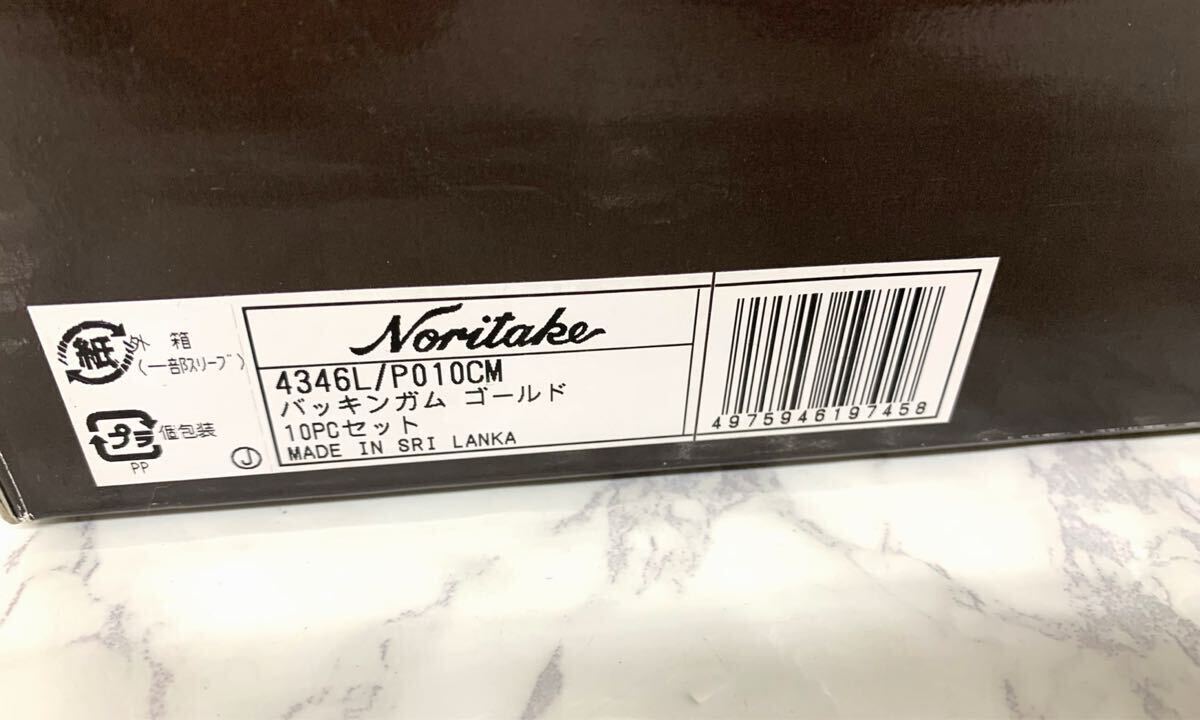 紙 外箱
(一部スリーブ)
プラ 個包装
PP
J
Noritake
4346L/P010CM
バッキンガム ゴールド
10PCセット
MADE IN SRI LANKA
4975946197458